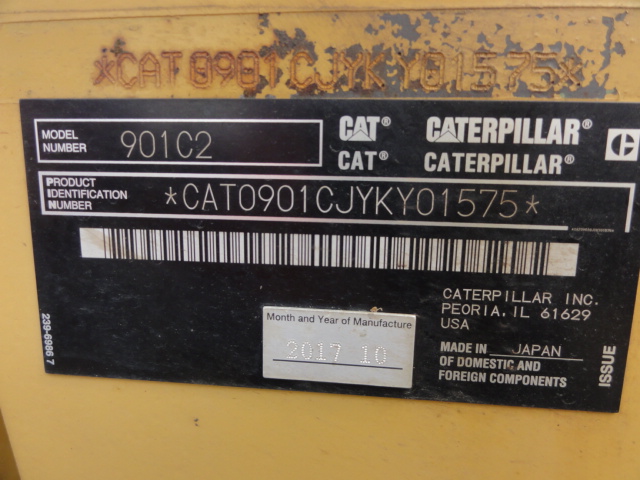 *CAT0901CJYKY01575*
MODEL NUMBER 901C2
CAT® CATERPILLAR®
CAT® CATERPILLAR®
PRODUCT IDENTIFICATION NUMBER *CAT0901CJYKY01575*
CATERPILLAR INC.
PEORIA, IL 61629
USA
Month and Year of Manufacture
2017 10
MADE IN JAPAN
OF DOMESTIC AND
FOREIGN COMPONENTS
239-6986 7
ISSUE